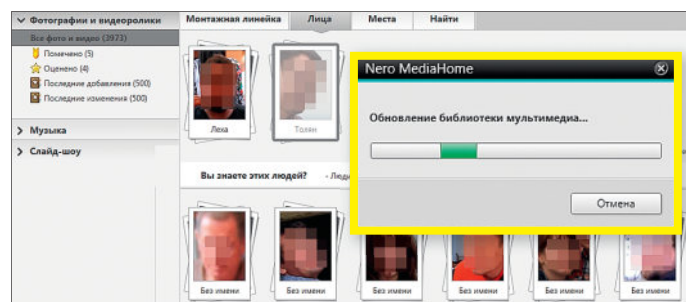 Фотографии и видеоролики
Все фото и видео (3973)
Помечено (5)
Оценено (4)
Последние добавления (500)
Последние изменения (500)
Музыка
Слайд-шоу
Монтажная линейка Лица Места Найти
Леха Толян
Вы знаете этих людей? - Люди
Без имени Без имени Без имени Без имени Без имени Без имени
Nero MediaHome
Обновление библиотеки мультимедиа...
Отмена